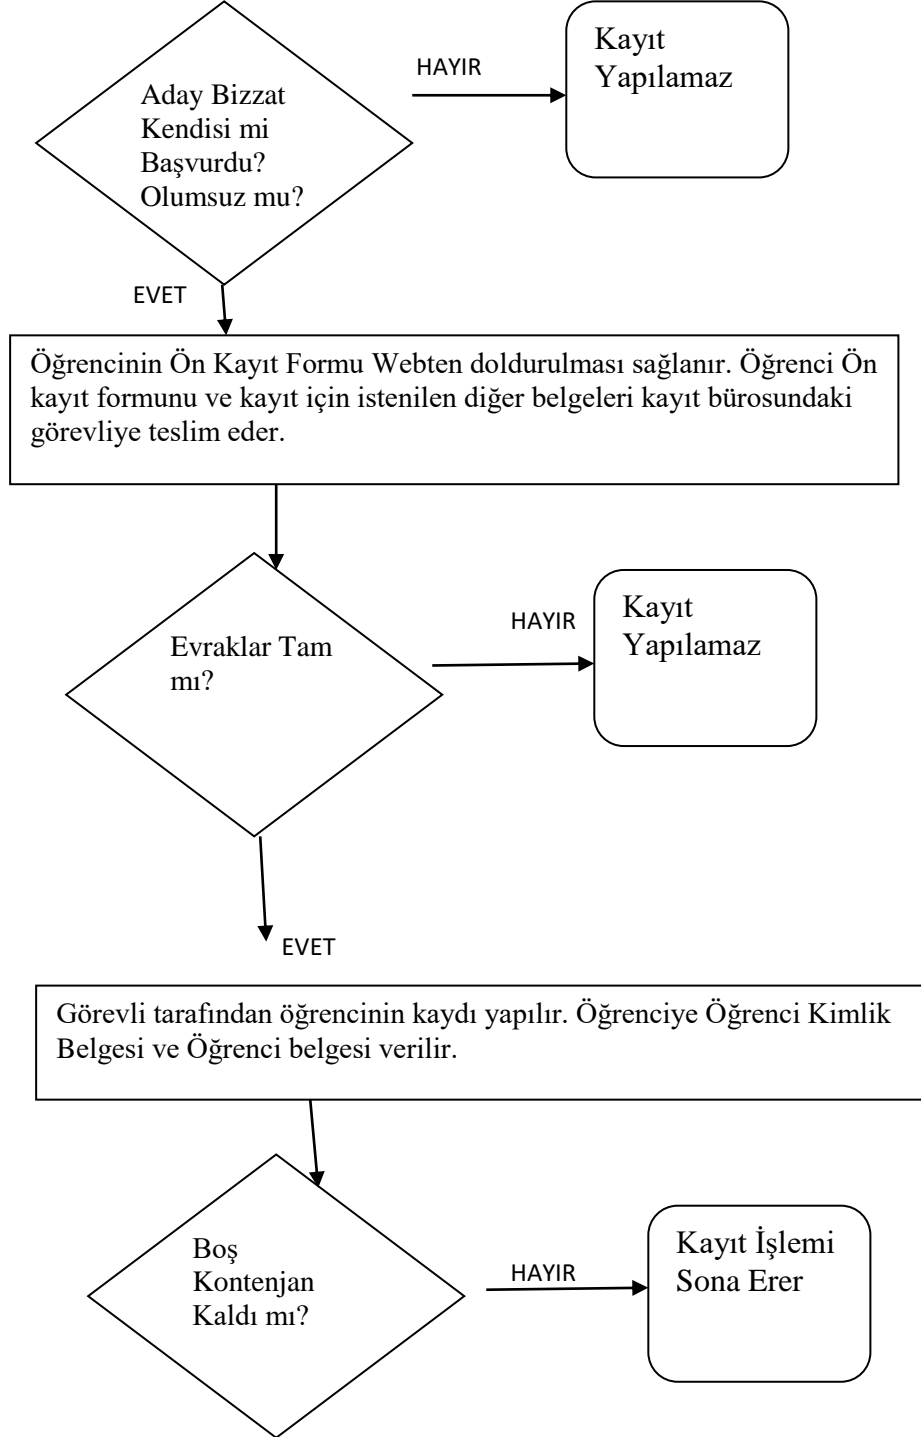 Aday Bizzat
Kendisi mi
Başvurdu?
Olumsuz mu?
HAYIR
Kayıt
Yapılamaz
EVET
Öğrencinin Ön Kayıt Formu Webten doldurulması sağlanır. Öğrenci Ön
kayıt formunu ve kayıt için istenilen diğer belgeleri kayıt bürosundaki
görevliye teslim eder.
Evraklar Tam
mı?
HAYIR
Kayıt
Yapılamaz
EVET
Görevli tarafından öğrencinin kaydı yapılır. Öğrenciye Öğrenci Kimlik
Belgesi ve Öğrenci belgesi verilir.
Boş
Kontenjan
Kaldı mı?
HAYIR
Kayıt İşlemi
Sona Erer